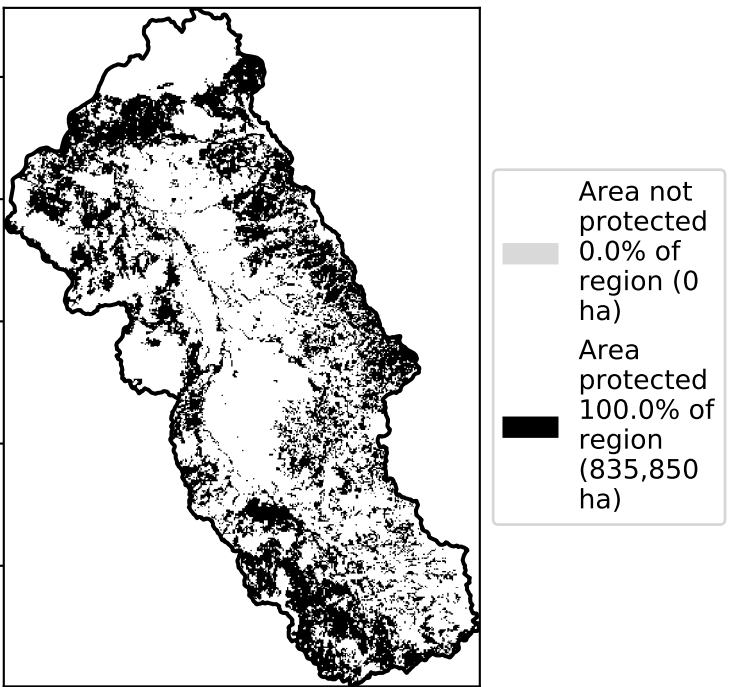 Area not
protected
0.0% of
region (0
ha)
Area
protected
100.0% of
region
(835,850
ha)